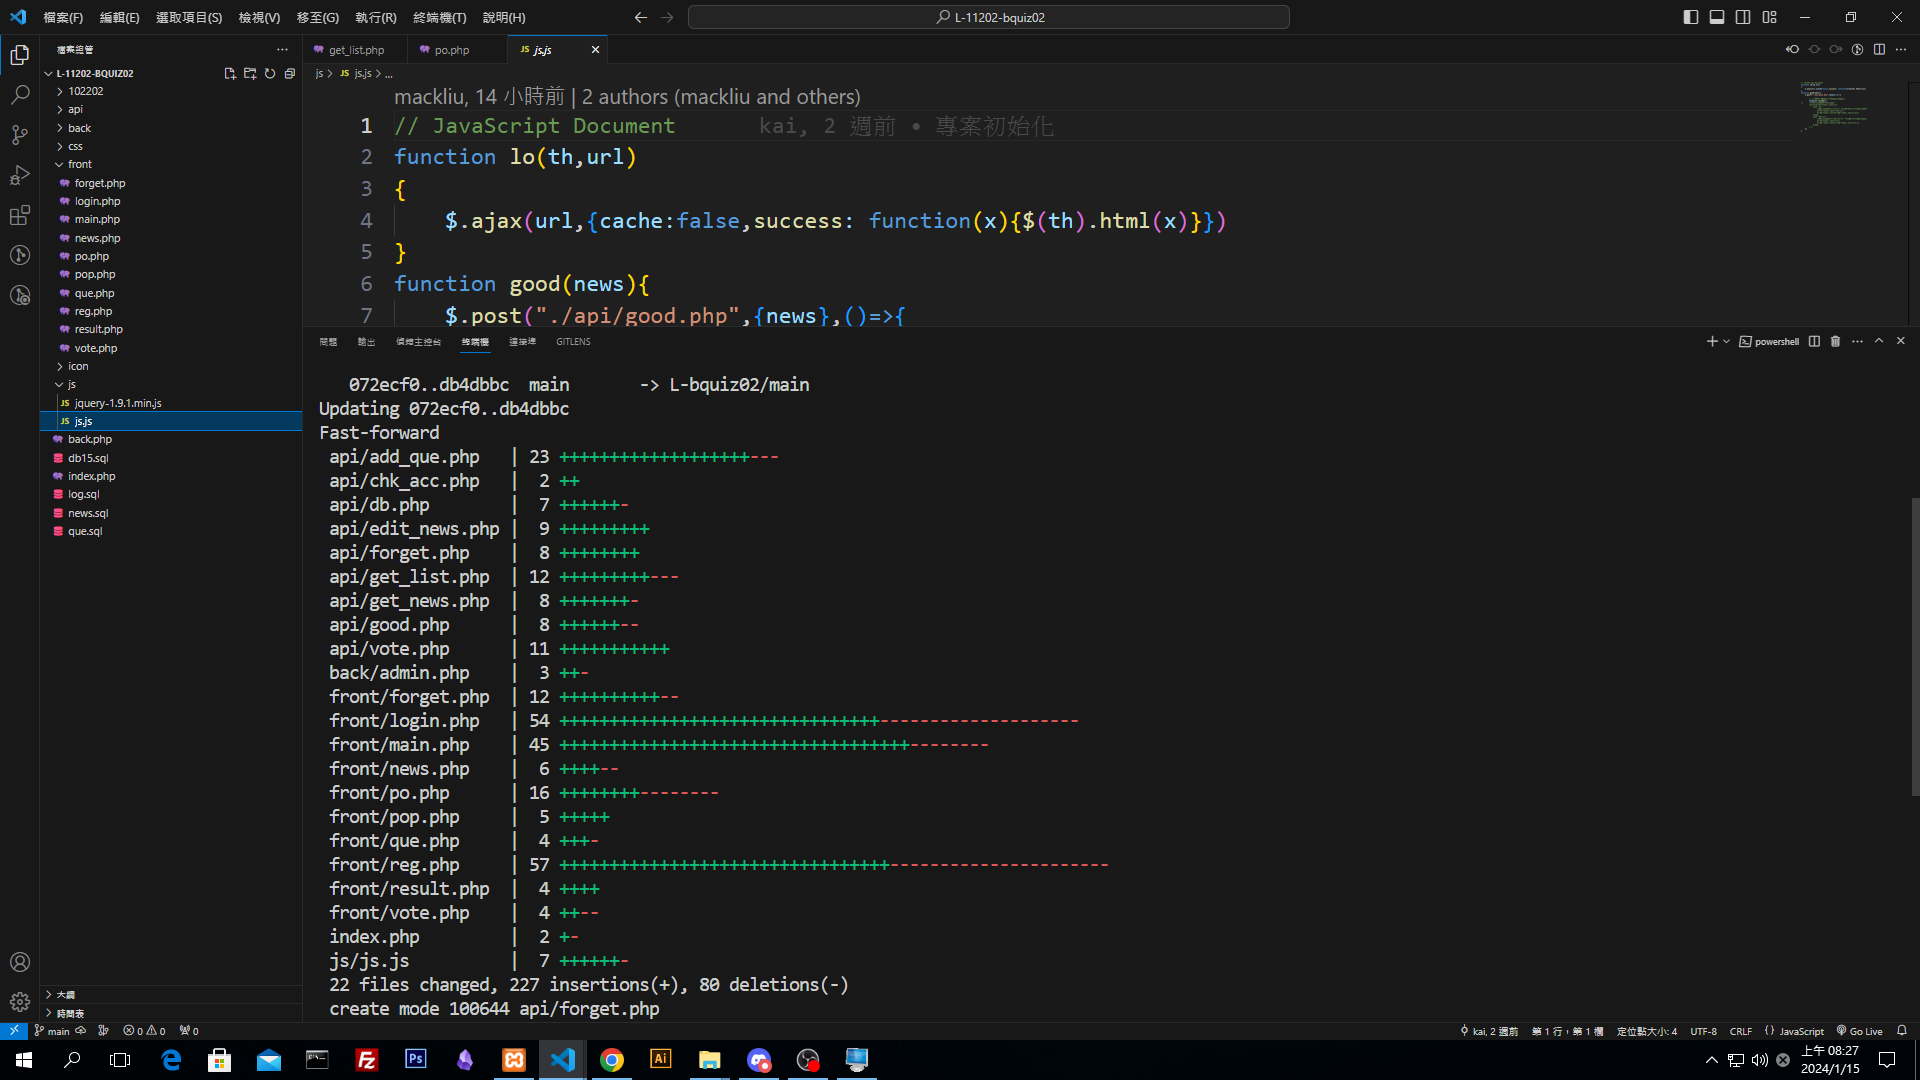 檔案(F) 編輯(E) 選取項目(S) 檢視(V) 移至(G) 執行(R) 終端機(T) 說明(H)
L-11202-bquiz02
檔案總管
L-11202-BQUIZ02
102202
api
back
css
front
forget.php
login.php
main.php
news.php
po.php
pop.php
que.php
reg.php
result.php
vote.php
icon
js
JS jquery-1.9.1.min.js
JS js.js
back.php
db15.sql
index.php
log.sql
news.sql
que.sql
大綱
時間表
get_list.php
po.php
JS js.js
js > JS js.js > ...
mackliu, 14 小時前 | 2 authors (mackliu and others)
1 // JavaScript Document kai, 2 週前 • 專案初始化
2 function lo(th,url)
3 {
4 $.ajax(url,{cache:false,success: function(x){$(th).html(x)}})
5 }
6 function good(news){
7 $.post("./api/good.php",{news},()=>{
問題 輸出 偵錯主控台 終端機 連接埠 GITLENS
powershell
072ecf0..db4dbbc main -> L-bquiz02/main
Updating 072ecf0..db4dbbc
Fast-forward
api/add_que.php | 23 +++++++++++++++++++---
api/chk_acc.php | 2 ++
api/db.php | 7 ++++++-
api/edit_news.php | 9 +++++++++
api/forget.php | 8 ++++++++
api/get_list.php | 12 +++++++++---
api/get_news.php | 8 +++++++-
api/good.php | 8 ++++++--
api/vote.php | 11 +++++++++++
back/admin.php | 3 ++-
front/forget.php | 12 ++++++++++--
front/login.php | 54 ++++++++++++++++++++++++++++++++--------------------
front/main.php | 45 +++++++++++++++++++++++++++++++++++--------
front/news.php | 6 ++++--
front/po.php | 16 ++++++++--------
front/pop.php | 5 +++++
front/que.php | 4 +++-
front/reg.php | 57 +++++++++++++++++++++++++++++++++----------------------
front/result.php | 4 ++++
front/vote.php | 4 ++--
index.php | 2 +-
js/js.js | 7 ++++++-
22 files changed, 227 insertions(+), 80 deletions(-)
create mode 100644 api/forget.php
main 0 0 0
kai, 2 週前 第 1 行，第 1 欄 定位點大小: 4 UTF-8 CRLF {} JavaScript Go Live
Ps Ai
上午 08:27
2024/1/15